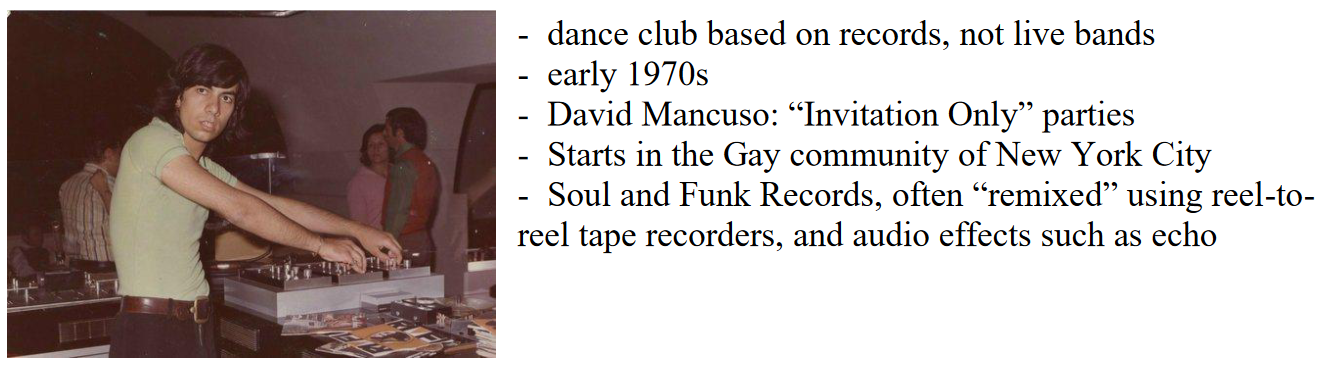 - dance club based on records, not live bands
- early 1970s
- David Mancuso: “Invitation Only” parties
- Starts in the Gay community of New York City
- Soul and Funk Records, often “remixed” using reel-to-
reel tape recorders, and audio effects such as echo